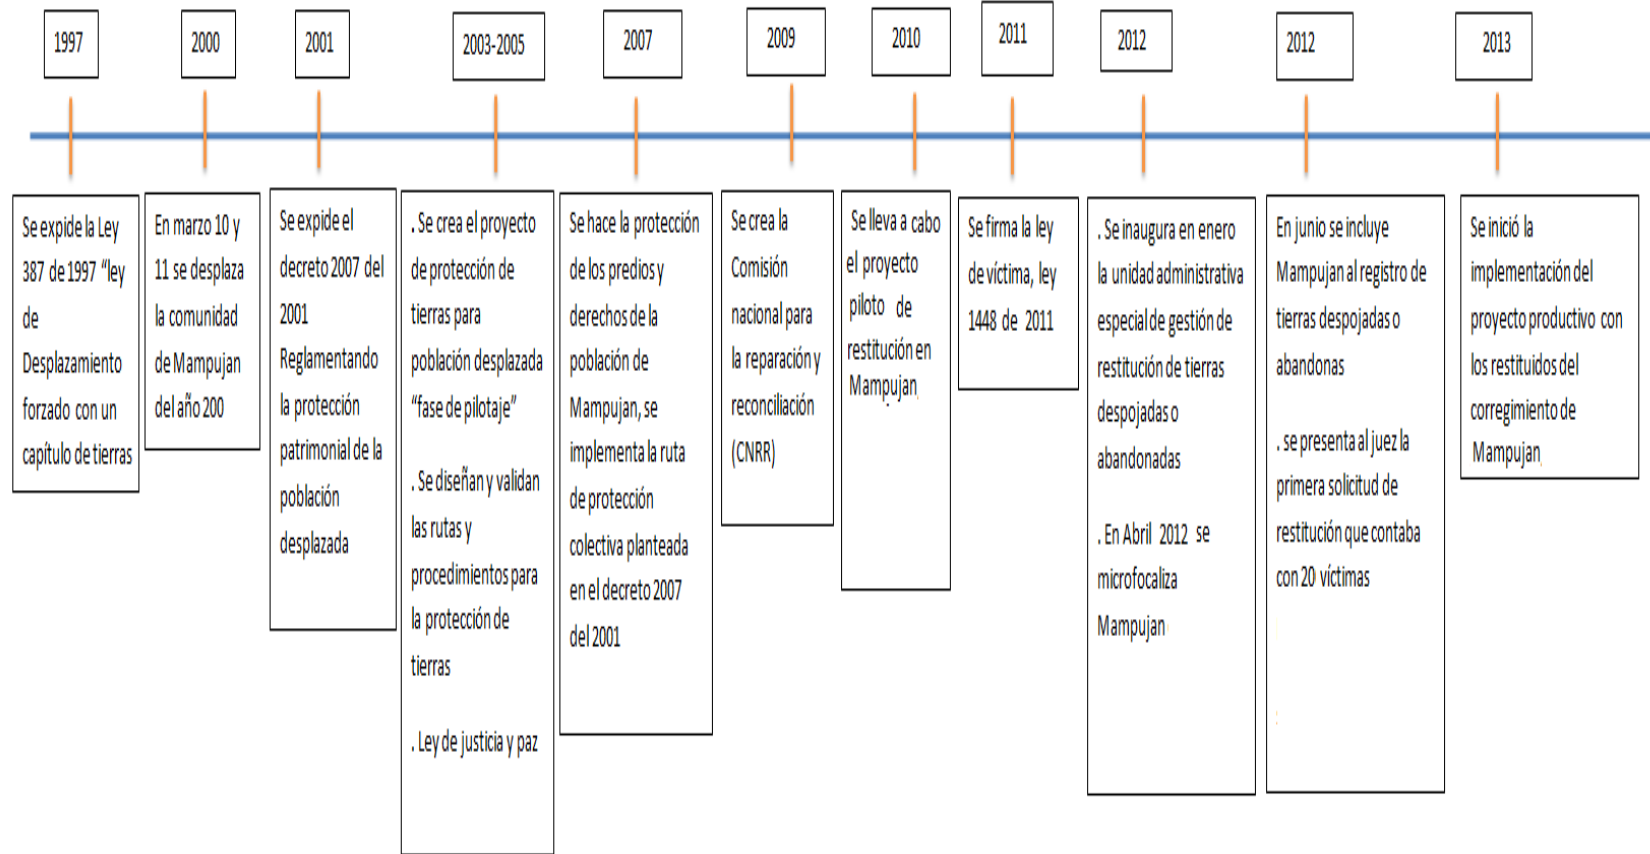 1997
2000
2001
2003-2005
2007
2009
2010
2011
2012
2012
2013
Se expide la Ley
387 de 1997 “ley
de
Desplazamiento
forzado con un
capítulo de tierras
En marzo 10 y
11 se desplaza
la comunidad
de Mampujan
del año 200
Se expide el
decreto 2007 del
2001
Reglamentando
la protección
patrimonial de la
población
desplazada
. Se crea el proyecto
de protección de
tierras para
población desplazada
“fase de pilotaje”
. Se diseñan y validan
las rutas y
procedimientos para
la protección de
tierras
. Ley de justicia y paz
Se hace la protección
de los predios y
derechos de la
población de
Mampujan, se
implementa la ruta
de protección
colectiva planteada
en el decreto 2007
del 2001
Se crea la
Comisión
nacional para
la reparación y
reconciliación
(CNRR)
Se lleva a cabo
el proyecto
piloto de
restitución en
Mampujan
Se firma la ley
de víctima, ley
1448 de 2011
. Se inaugura en enero
la unidad administrativa
especial de gestión de
restitución de tierras
despojadas o
abandonadas
. En Abril 2012 se
microfocaliza
Mampujan
En junio se incluye
Mampujan al registro de
tierras despojadas o
abandonas
. se presenta al juez la
primera solicitud de
restitución que contaba
con 20 víctimas
Se inició la
implementación del
proyecto productivo con
los restituidos del
corregimiento de
Mampujan